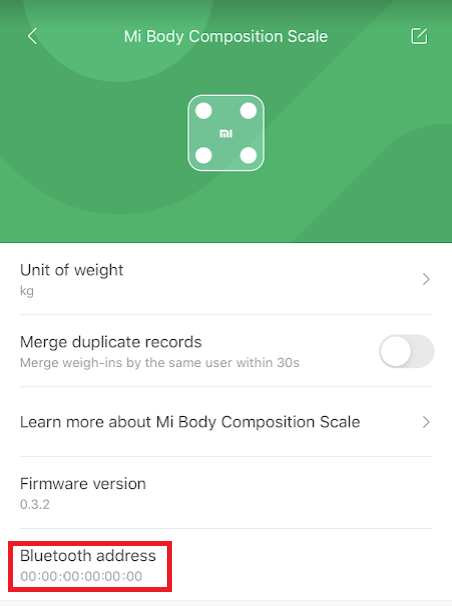 Mi Body Composition Scale
mi
Unit of weight
kg
Merge duplicate records
Merge weigh-ins by the same user within 30s
Learn more about Mi Body Composition Scale
Firmware version
0.3.2
Bluetooth address
00:00:00:00:00:00